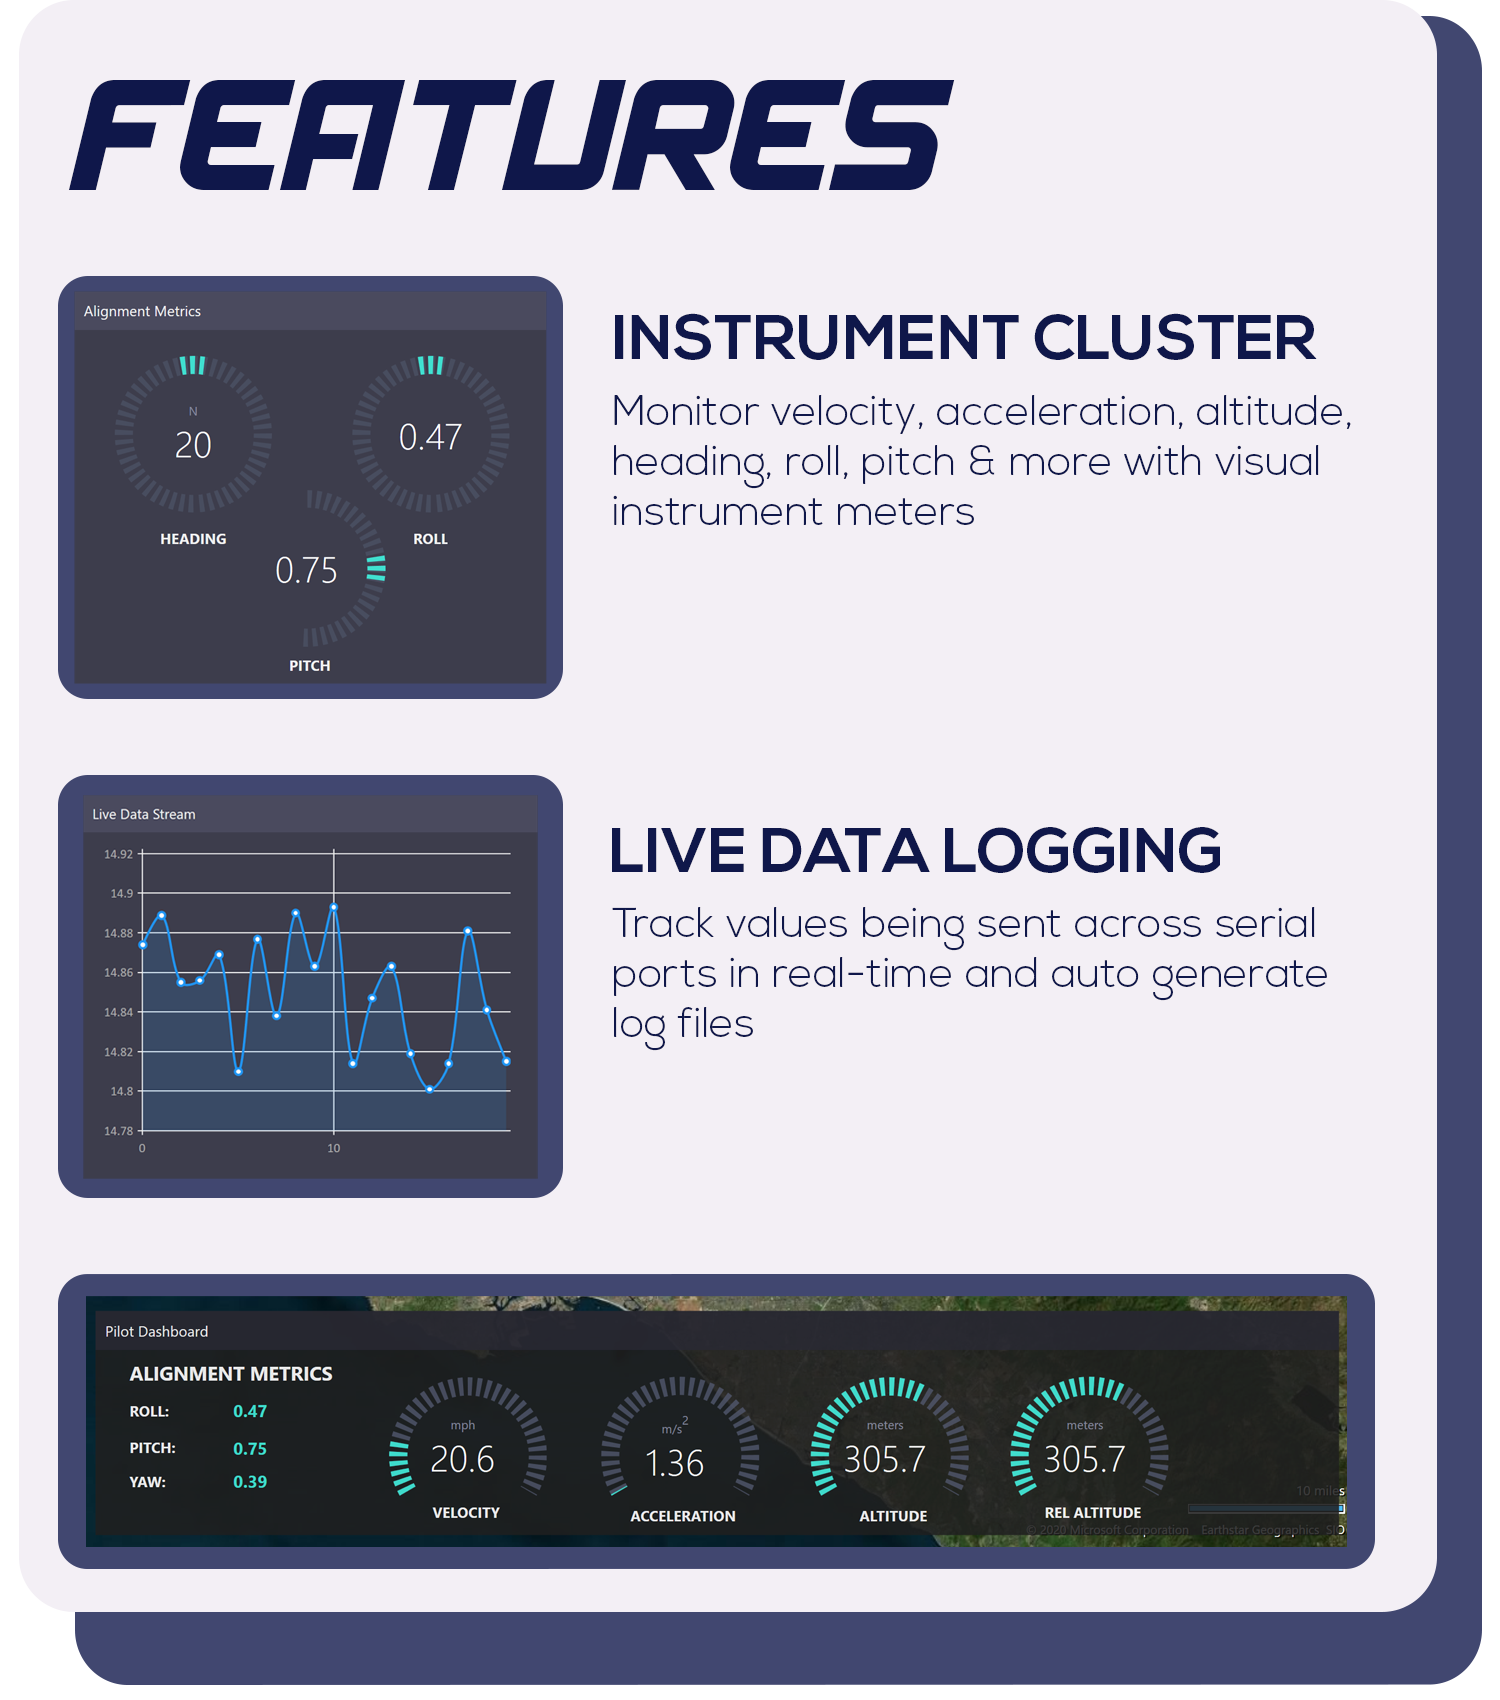 FEATURES
Alignment Metrics
N
20
HEADING
0.47
ROLL
0.75
PITCH
INSTRUMENT CLUSTER
Monitor velocity, acceleration, altitude,
heading, roll, pitch & more with visual
instrument meters
Live Data Stream
14.92
14.9
14.88
14.86
14.84
14.82
14.8
14.78
0
10
LIVE DATA LOGGING
Track values being sent across serial
ports in real-time and auto generate
log files
Pilot Dashboard
ALIGNMENT METRICS
ROLL: 0.47
PITCH: 0.75
YAW: 0.39
mph
20.6
VELOCITY
m/s²
1.36
ACCELERATION
meters
305.7
ALTITUDE
meters
305.7
REL ALTITUDE
10 miles
© 2020 Microsoft Corporation Earthstar Geographics SIO